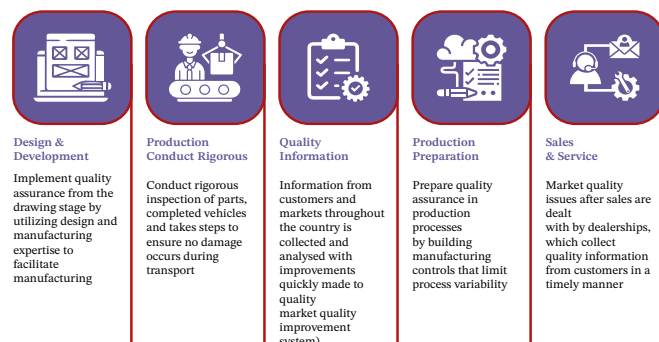 Design &
Development
Implement quality
assurance from the
drawing stage by
utilizing design and
manufacturing
expertise to
facilitate
manufacturing
Production
Conduct Rigorous
Conduct rigorous
inspection of parts,
completed vehicles
and takes steps to
ensure no damage
occurs during
transport
Quality
Information
Information from
customers and
markets throughout
the country is
collected and
analysed with
improvements
quickly made to
quality
market quality
improvement
system)
Production
Preparation
Prepare quality
assurance in
production
processes
by building
manufacturing
controls that limit
process variability
Sales
& Service
Market quality
issues after sales are
dealt
with by dealerships,
which collect
quality information
from customers in a
timely manner